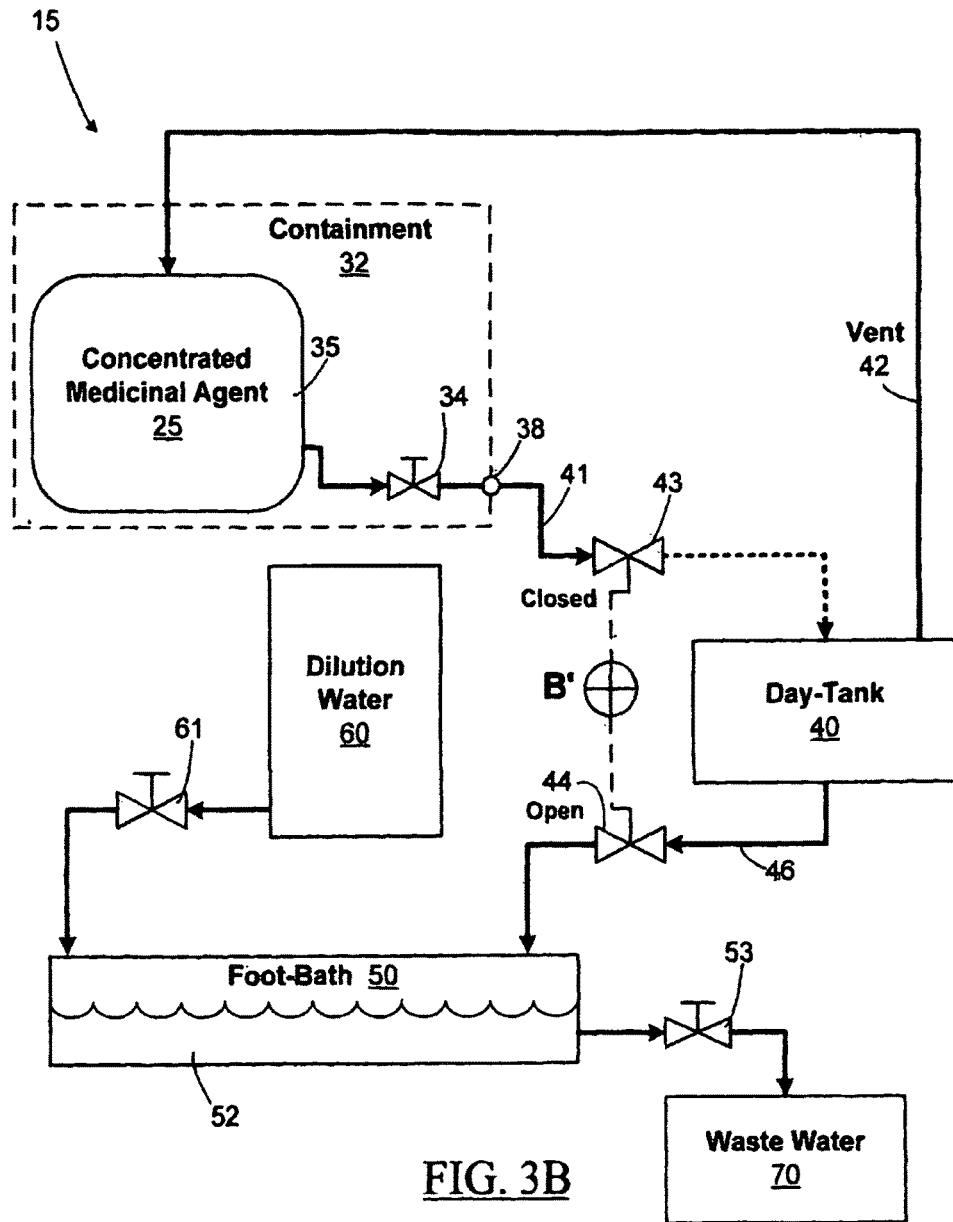 15
Containment
32
Concentrated
Medicinal Agent
25
35
34
38
41
43
Vent
42
Closed
Dilution
Water
60
B'
Day-Tank
40
61
44
Open
46
Foot-Bath 50
53
52
Waste Water
70
FIG. 3B